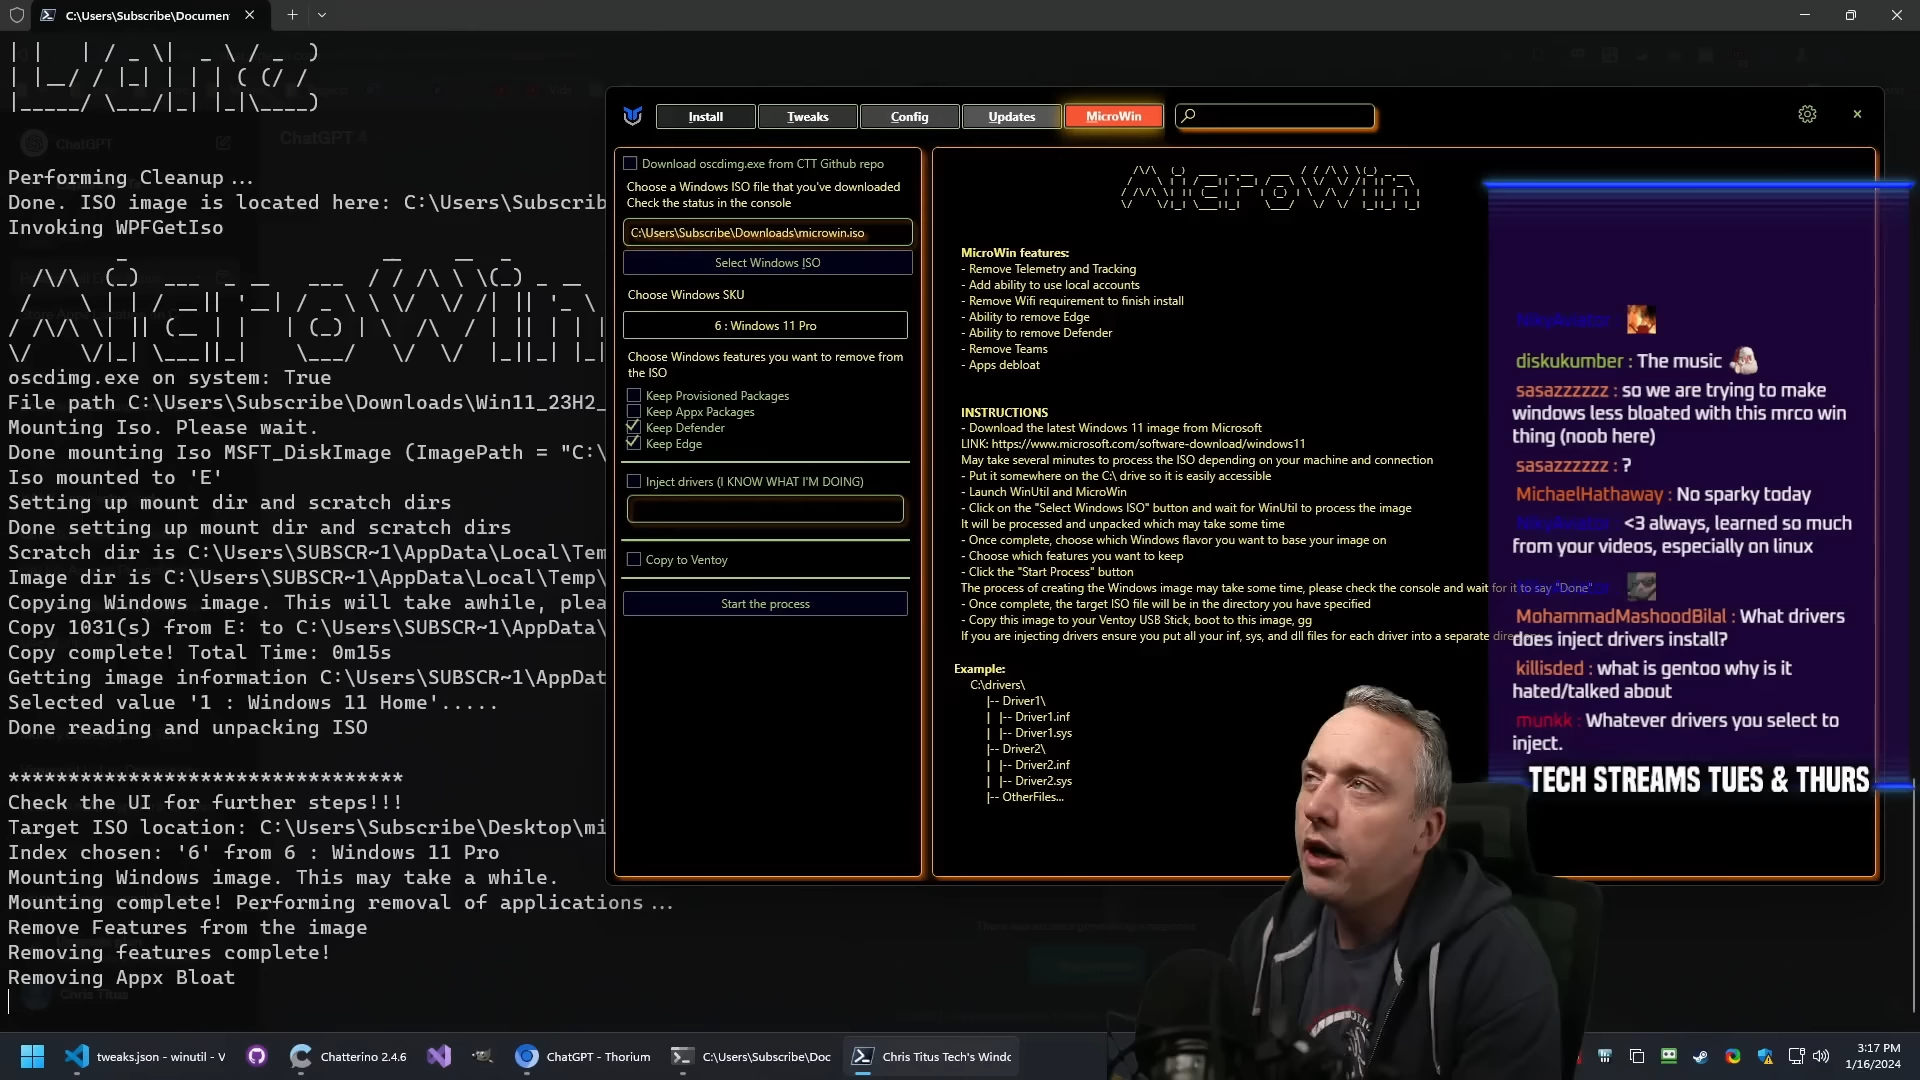 C:\Users\Subscribe\Documen
Performing Cleanup ...
Done. ISO image is located here: C:\Users\Subscrib
Invoking WPFGetIso
MicroWin
oscdimg.exe on system: True
File path C:\Users\Subscribe\Downloads\Win11_23H2_
Mounting Iso. Please wait.
Done mounting Iso MSFT_DiskImage (ImagePath = "C:\
Iso mounted to 'E'
Setting up mount dir and scratch dirs
Done setting up mount dir and scratch dirs
Scratch dir is C:\Users\SUBSCR~1\AppData\Local\Tem
Image dir is C:\Users\SUBSCR~1\AppData\Local\Temp\
Copying Windows image. This will take awhile, plea
Copy 1031(s) from E: to C:\Users\SUBSCR~1\AppData\
Copy complete! Total Time: 0m15s
Getting image information C:\Users\SUBSCR~1\AppDat
Selected value '1 : Windows 11 Home'.....
Done reading and unpacking ISO
*********************************
Check the UI for further steps!!!
Target ISO location: C:\Users\Subscribe\Desktop\mi
Index chosen: '6' from 6 : Windows 11 Pro
Mounting Windows image. This may take a while.
Mounting complete! Performing removal of applications ...
Remove Features from the image
Removing features complete!
Removing Appx Bloat
ChatGPT
ChatGPT 4
Chris Titus
Install
Tweaks
Config
Updates
MicroWin
Download oscdimg.exe from CTT Github repo
Choose a Windows ISO file that you've downloaded
Check the status in the console
C:\Users\Subscribe\Downloads\microwin.iso
Select Windows ISO
Choose Windows SKU
6 : Windows 11 Pro
Choose Windows features you want to remove from
the ISO
Keep Provisioned Packages
Keep Appx Packages
Keep Defender
Keep Edge
Inject drivers (I KNOW WHAT I'M DOING)
Copy to Ventoy
Start the process
MicroWin
MicroWin features:
- Remove Telemetry and Tracking
- Add ability to use local accounts
- Remove Wifi requirement to finish install
- Ability to remove Edge
- Ability to remove Defender
- Remove Teams
- Apps debloat
INSTRUCTIONS
- Download the latest Windows 11 image from Microsoft
LINK: https://www.microsoft.com/software-download/windows11
May take several minutes to process the ISO depending on your machine and connection
- Put it somewhere on the C:\ drive so it is easily accessible
- Launch WinUtil and MicroWin
- Click on the "Select Windows ISO" button and wait for WinUtil to process the image
It will be processed and unpacked which may take some time
- Once complete, choose which Windows flavor you want to base your image on
- Choose which features you want to keep
- Click the "Start Process" button
The process of creating the Windows image may take some time, please check the console and wait for it to say "Done"
- Once complete, the target ISO file will be in the directory you have specified
- Copy this image to your Ventoy USB Stick, boot to this image, gg
If you are injecting drivers ensure you put all your inf, sys, and dll files for each driver into a separate
Example:
C:\drivers\
|-- Driver1\
|   |-- Driver1.inf
|   |-- Driver1.sys
|-- Driver2\
|   |-- Driver2.inf
|   |-- Driver2.sys
|-- OtherFiles...
diskukumber : The music
sasazzzzzz : so we are trying to make
windows less bloated with this mrco win
thing (noob here)
sasazzzzzz : ?
MichaelHathaway : No sparky today
<3 always, learned so much
from your videos, especially on linux
MohammadMashoodBilal : What drivers
does inject drivers install?
killisded : what is gentoo why is it
hated/talked about
munkk : Whatever drivers you select to
inject.
TECH STREAMS TUES & THURS
tweaks.json - winutil - V
Chatterino 2.4.6
ChatGPT - Thorium
C:\Users\Subscribe\Doc
Chris Titus Tech's Windc
3:17 PM
1/16/2024